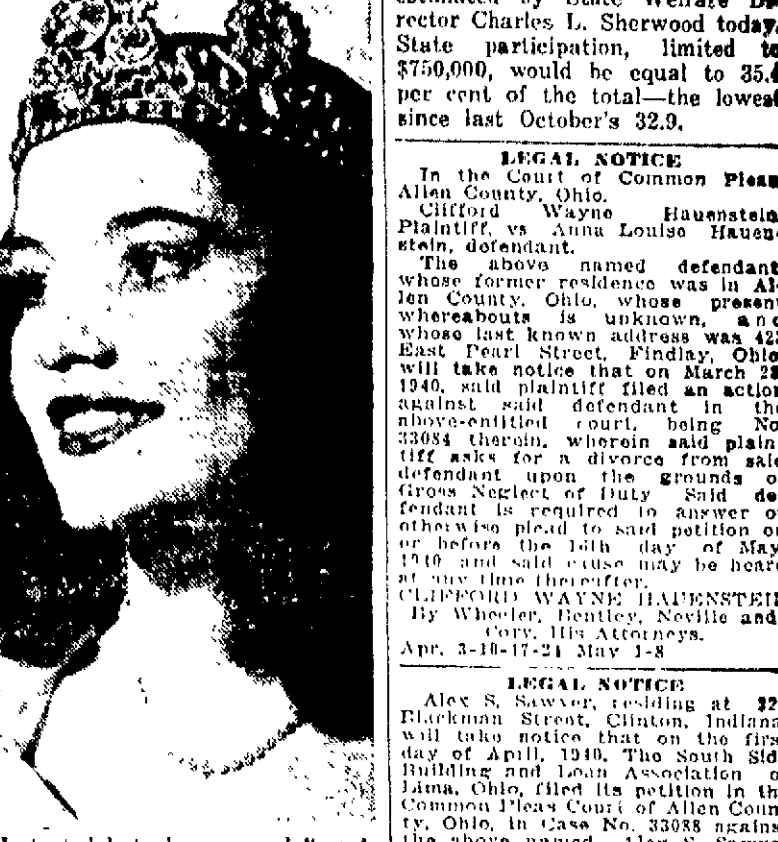 rector Charles L. Sherwood today.
State participation, limited to
$750,000, would be equal to 35.4
per cent of the total—the lowest
since last October's 32.9.
LEGAL NOTICE
In the Court of Common Pleas
Allen County, Ohio.
Clifford Wayne Hauenstein
Plaintiff, vs Anna Louise Hauen-
stein, defendant.
The above named defendant
whose former residence was in Al-
len County, Ohio, whose present
whereabouts is unknown, and
whose last known address was 423
East Pearl Street, Findlay, Ohio
will take notice that on March 28
1940, said plaintiff filed an action
against said defendant in the
above-entitled court, being No
33084 therein, wherein said plain-
tiff asks for a divorce from said
defendant upon the grounds of
Gross Neglect of Duty Said de-
fendant is required to answer or
otherwise plead to said petition on
or before the 18th day of May
1940 and said cause may be heard
at any time thereafter.
CLIFFORD WAYNE HAUENSTEIN
By Wheeler, Bentley, Neville and
Cory, His Attorneys.
Apr. 3-10-17-24 May 1-8
LEGAL NOTICE
Alex S. Sawyer, residing at
Blackman Street, Clinton, Indiana
will take notice that on the first
day of April, 1940, The South Side
Building and Loan Association of
Lima, Ohio, filed its petition in the
Common Pleas Court of Allen Coun-
ty, Ohio, in Case No. 33088 against
the above named